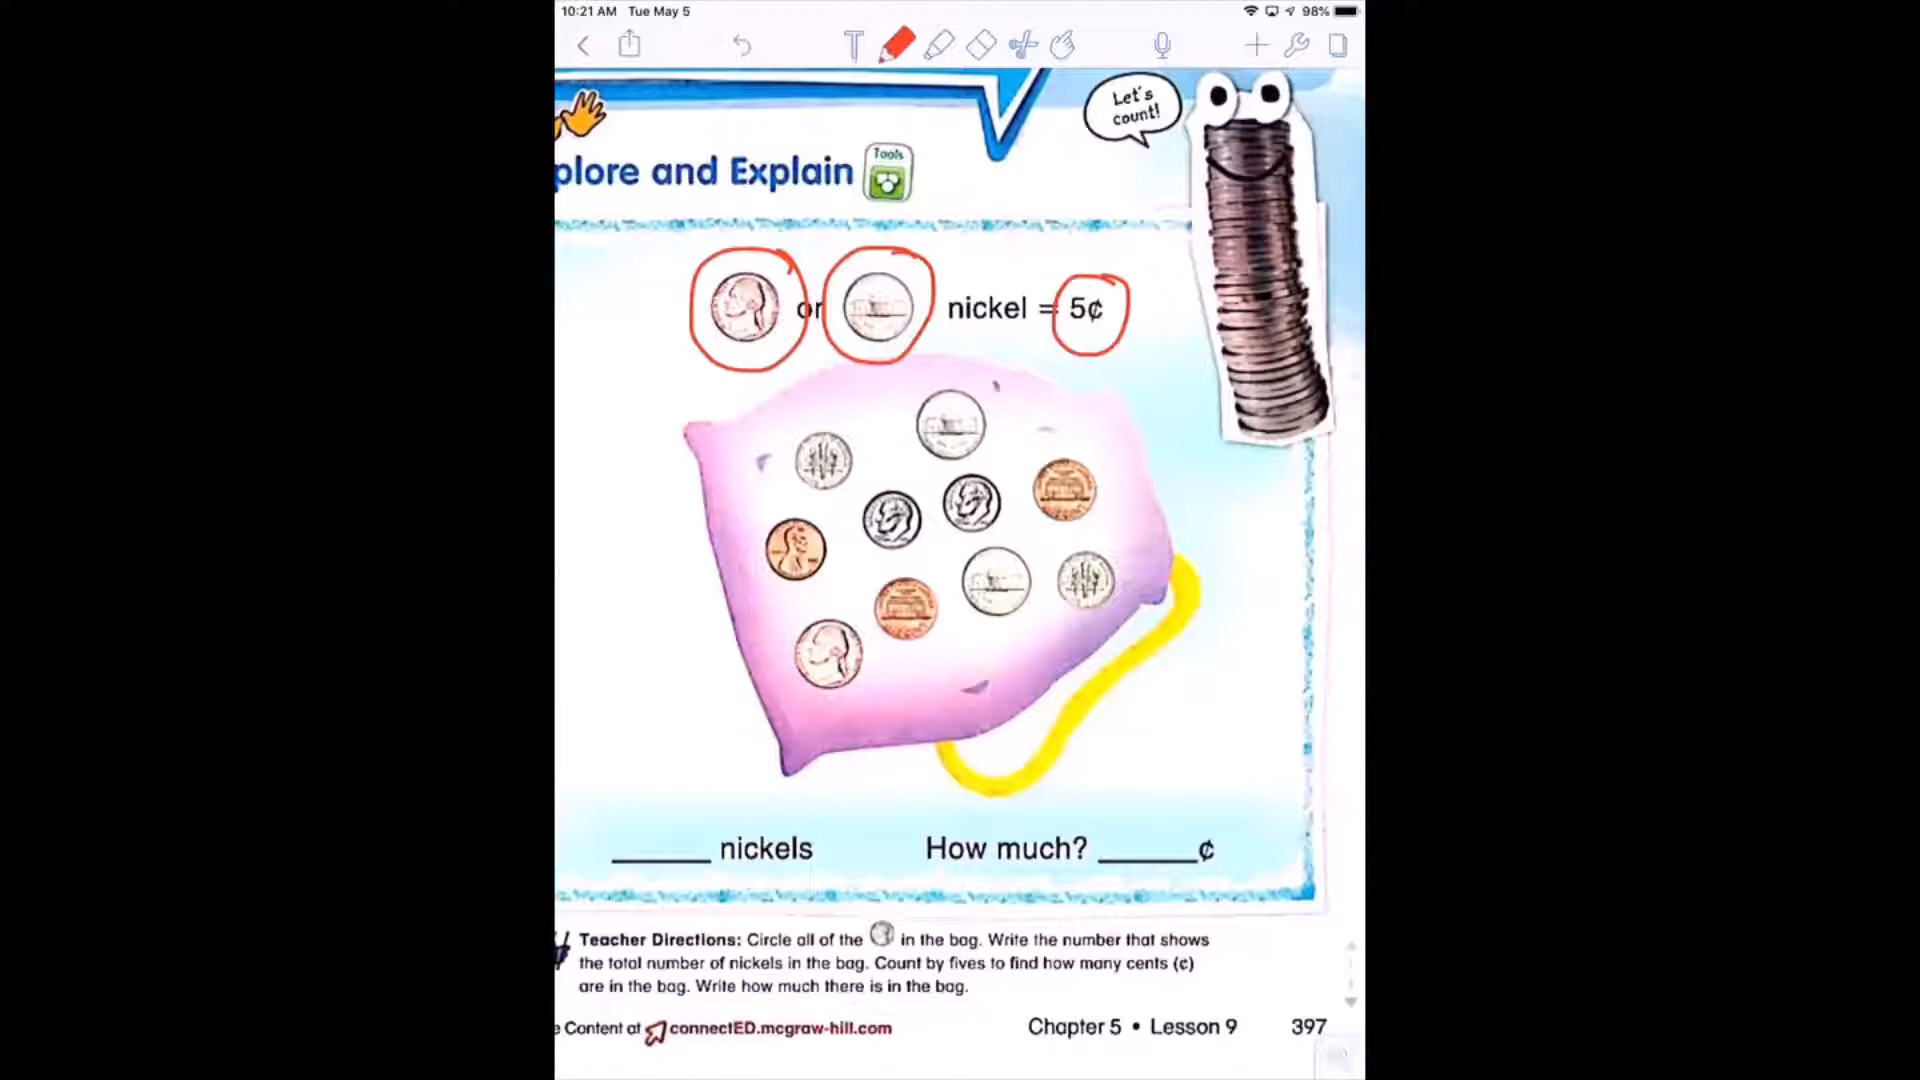 10:21 AM Tue May 5 98%
Let's
count!
plore and Explain
Tools
or nickel = 5¢
nickels How much? ¢
Teacher Directions: Circle all of the in the bag. Write the number that shows
the total number of nickels in the bag. Count by fives to find how many cents (¢)
are in the bag. Write how much there is in the bag.
e Content at connectED.mcgraw-hill.com
Chapter 5 • Lesson 9 397